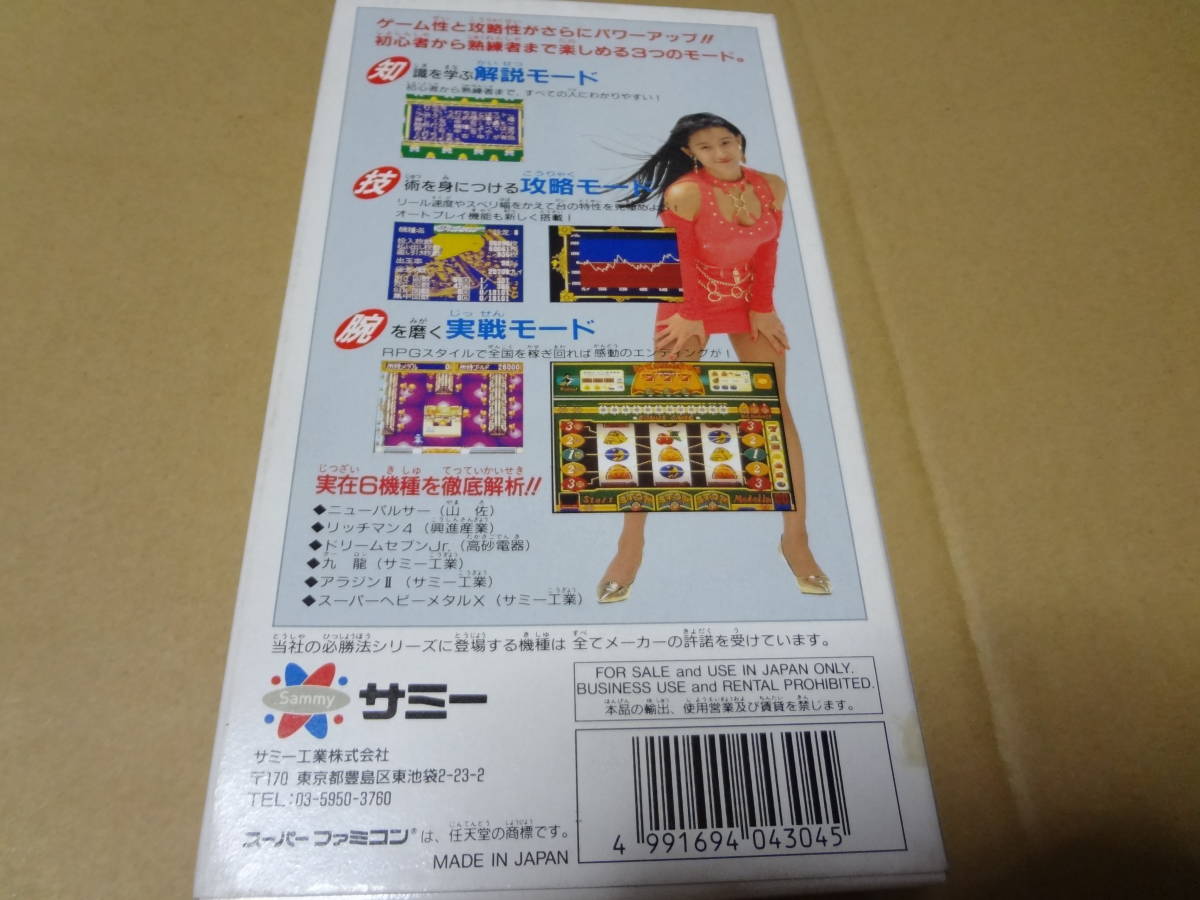 ゲーム性と攻略性がさらにパワーアップ!!
初心者から熟練者まで楽しめる3つのモード。
知識を学ぶ解説モード
初心者から熟練者まで、すべての人にわかりやすい!
技術を身につける攻略モード
リール速度やスベリ幅をかえて台の特性を見極めよう!
オートプレイ機能も新しく搭載!
腕を磨く実戦モード
RPGスタイルで全国を稼ぎ回れば感動のエンディングが!
実在6機種を徹底解析!!
◆ニューパルサー(山佐)
◆リッチマン4(興進産業)
◆ドリームセブンJr.(高砂電器)
◆九龍(サミー工業)
◆アラジンⅡ(サミー工業)
◆スーパーヘビーメタルX(サミー工業)
当社の必勝法シリーズに登場する機種は全てメーカーの許諾を受けています。
Sammy サミー
FOR SALE and USE IN JAPAN ONLY.
BUSINESS USE and RENTAL PROHIBITED.
本品の輸出、使用営業及び賃貸を禁じます。
サミー工業株式会社
〒170 東京都豊島区東池袋2-23-2
TEL:03-5950-3760
スーパーファミコン®は、任天堂の商標です。
MADE IN JAPAN
4 991694 043045